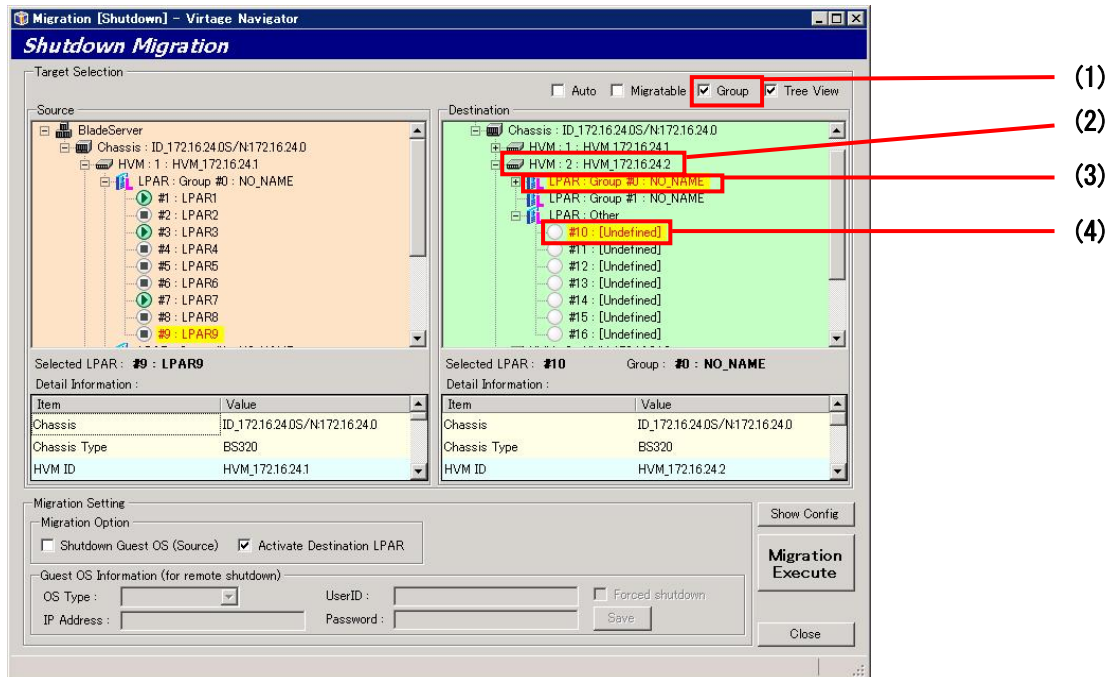 Migration [Shutdown] - Virtage Navigator
Shutdown Migration
Target Selection
Auto Migratable Group Tree View
(1)
(2)
(3)
(4)
Source
BladeServer
Chassis : ID_172.16.24.0S/N:172.16.24.0
HVM : 1 : HVM_172.16.24.1
LPAR : Group #0 : NO_NAME
#1 : LPAR1
#2 : LPAR2
#3 : LPAR3
#4 : LPAR4
#5 : LPAR5
#6 : LPAR6
#7 : LPAR7
#8 : LPAR8
#9 : LPAR9
Selected LPAR : #9 : LPAR9
Detail Information :
Item Value
Chassis ID_172.16.24.0S/N:172.16.24.0
Chassis Type BS320
HVM ID HVM_172.16.24.1
Destination
Chassis : ID_172.16.24.0S/N:172.16.24.0
HVM : 1 : HVM_172.16.24.1
HVM : 2 : HVM_172.16.24.2
LPAR : Group #0 : NO_NAME
LPAR : Group #1 : NO_NAME
LPAR : Other
#10 : [Undefined]
#11 : [Undefined]
#12 : [Undefined]
#13 : [Undefined]
#14 : [Undefined]
#15 : [Undefined]
#16 : [Undefined]
Selected LPAR : #10 Group : #0 : NO_NAME
Detail Information :
Item Value
Chassis ID_172.16.24.0S/N:172.16.24.0
Chassis Type BS320
HVM ID HVM_172.16.24.2
Migration Setting
Migration Option
Shutdown Guest OS (Source) Activate Destination LPAR
Guest OS Information (for remote shutdown)
OS Type : UserID : Forced shutdown
IP Address : Password : Save
Show Config
Migration
Execute
Close